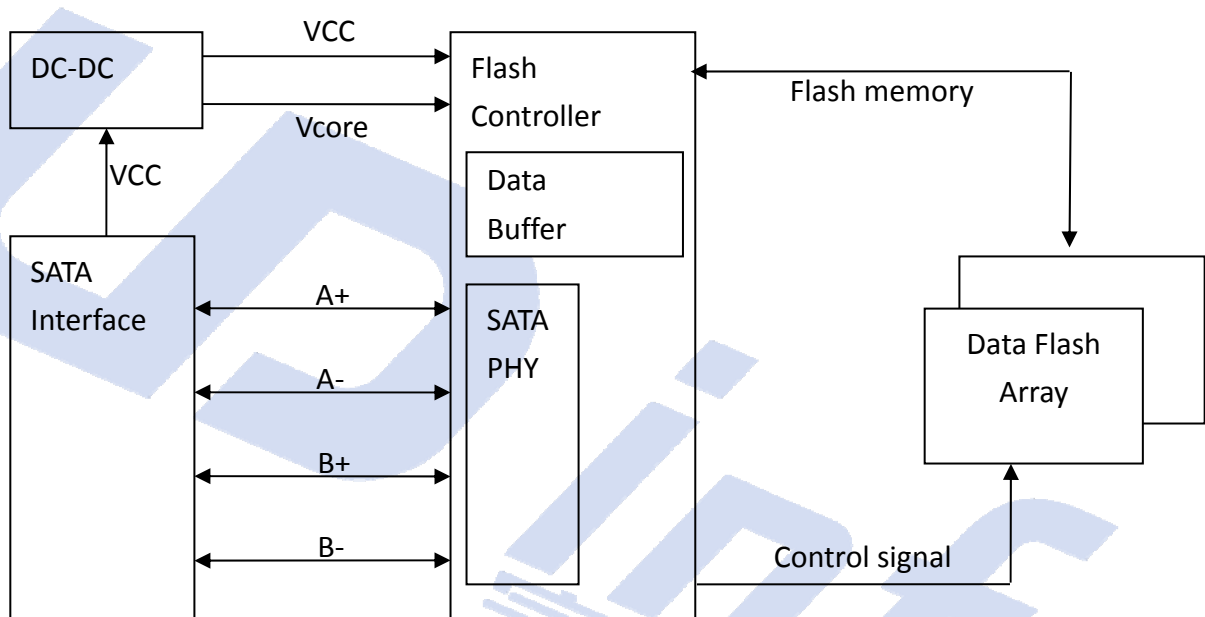 VCC
DC-DC
Flash
Controller
Flash memory
Vcore
VCC
Data
Buffer
SATA
Interface
A+
SATA
PHY
A-
Data Flash
Array
B+
B-
Control signal